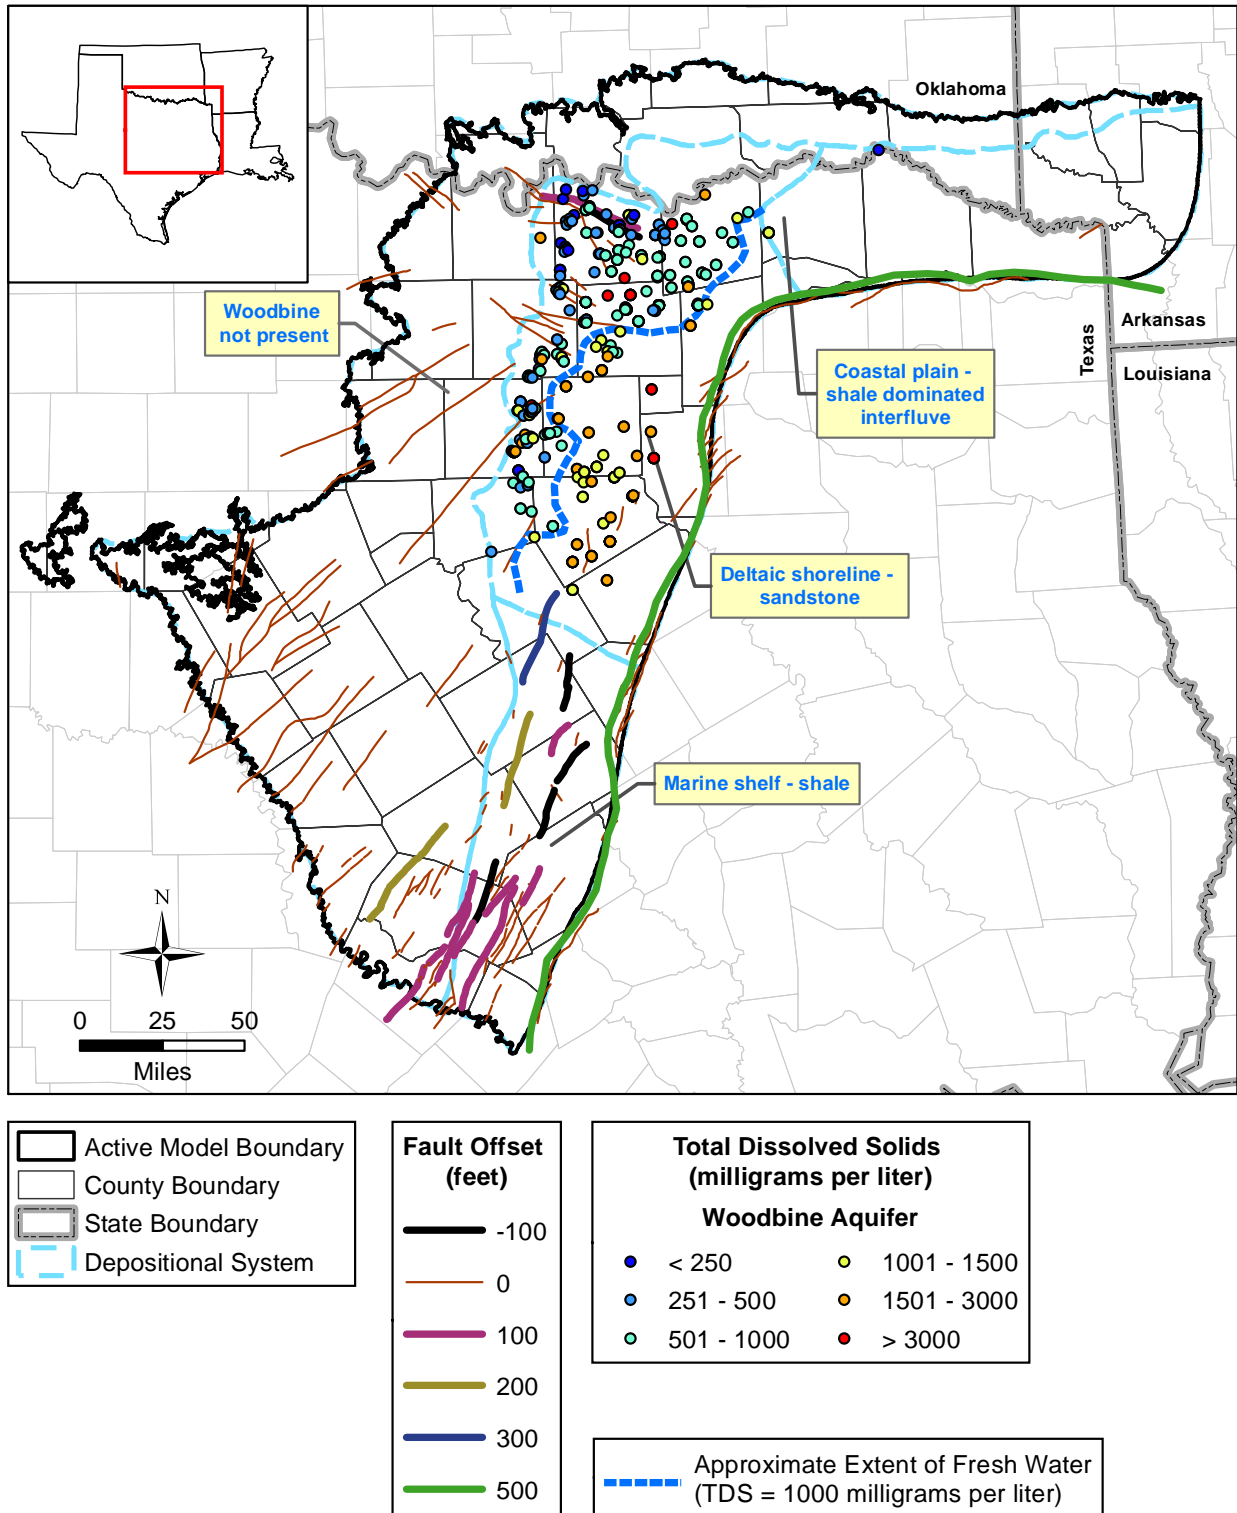 Oklahoma
Woodbine
not present
Texas
Arkansas
Louisiana
Coastal plain -
shale dominated
interfluve
Deltaic shoreline -
sandstone
Marine shelf - shale
N
0 25 50
Miles
Active Model Boundary
County Boundary
State Boundary
Depositional System
Fault Offset
(feet)
-100
0
100
200
300
500
Total Dissolved Solids
(milligrams per liter)
Woodbine Aquifer
< 250
251 - 500
501 - 1000
1001 - 1500
1501 - 3000
> 3000
Approximate Extent of Fresh Water
(TDS = 1000 milligrams per liter)